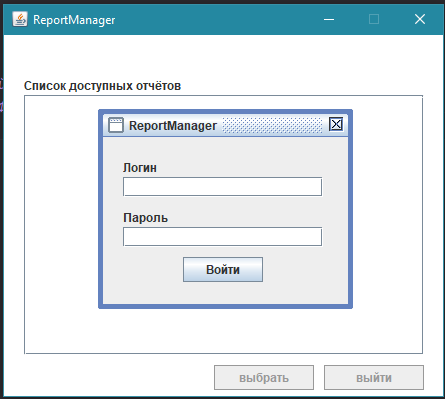 ReportManager
Список доступных отчётов
ReportManager
Логин
Пароль
Войти
выбрать выйти